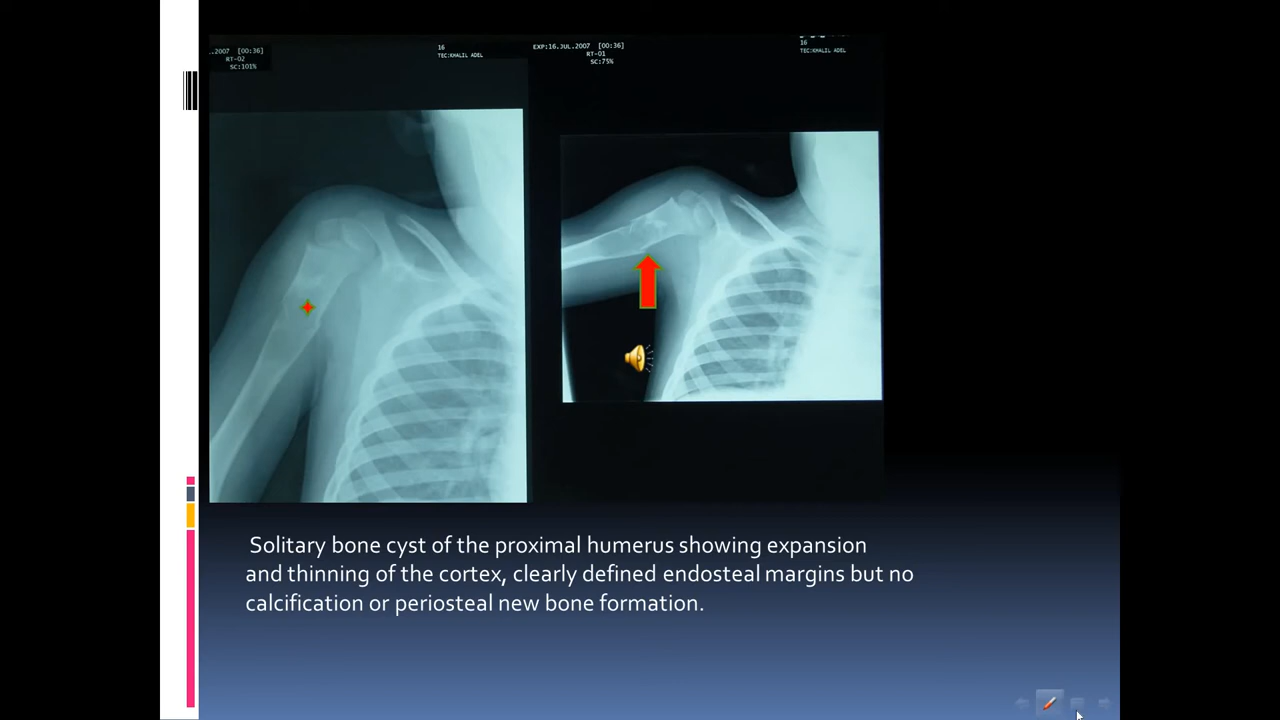 .2007 [00:36]
RT-02
SC:101%
16
TEC:KHALIL ADEL
EXP:16.JUL.2007 [00:36]
RT-01
SC:75%
16
TEC:KHALIL ADEL
Solitary bone cyst of the proximal humerus showing expansion
and thinning of the cortex, clearly defined endosteal margins but no
calcification or periosteal new bone formation.